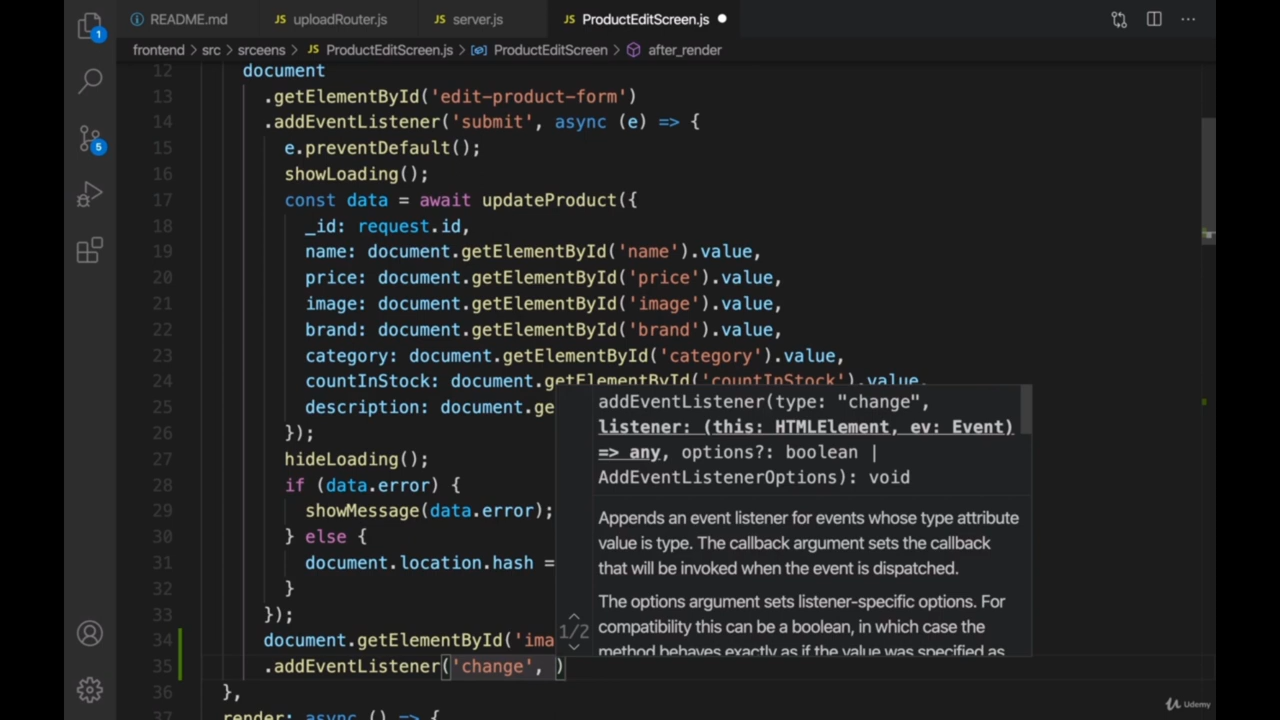 README.md
JS uploadRouter.js
JS server.js
JS ProductEditScreen.js
frontend > src > srceens > JS ProductEditScreen.js > ProductEditScreen > after_render
1
5
12 document
13 .getElementById('edit-product-form')
14 .addEventListener('submit', async (e) => {
15 e.preventDefault();
16 showLoading();
17 const data = await updateProduct({
18 _id: request.id,
19 name: document.getElementById('name').value,
20 price: document.getElementById('price').value,
21 image: document.getElementById('image').value,
22 brand: document.getElementById('brand').value,
23 category: document.getElementById('category').value,
24 countInStock: document.getElementById('countInStock').value,
25 description: document.ge
26 });
27 hideLoading();
28 if (data.error) {
29 showMessage(data.error);
30 } else {
31 document.location.hash =
32 }
33 });
34 document.getElementById('ima
35 .addEventListener('change', )
36 },
37 render: async () => {
addEventListener(type: "change",
listener: (this: HTMLElement, ev: Event)
=> any, options?: boolean |
AddEventListenerOptions): void
Appends an event listener for events whose type attribute
value is type. The callback argument sets the callback
that will be invoked when the event is dispatched.
The options argument sets listener-specific options. For
compatibility this can be a boolean, in which case the
method behaves exactly as if the value was specified as
1/2
Udemy